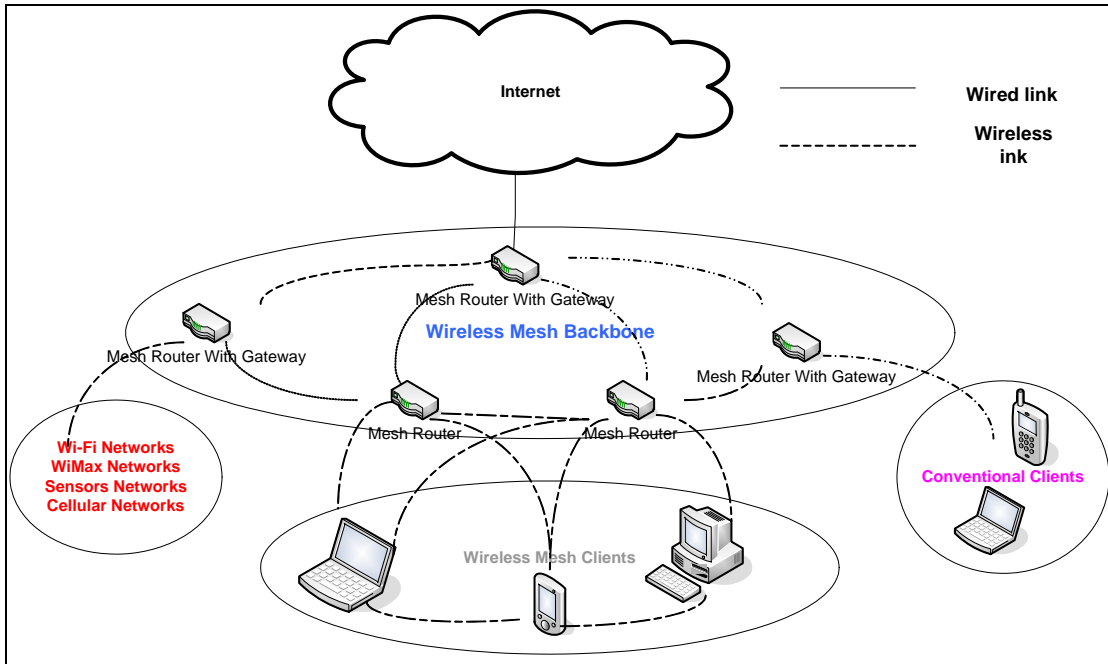 Internet
Wired link
Wireless
ink
Mesh Router With Gateway
Wireless Mesh Backbone
Mesh Router With Gateway
Mesh Router With Gateway
Mesh Router
Mesh Router
Wi-Fi Networks
WiMax Networks
Sensors Networks
Cellular Networks
Conventional Clients
Wireless Mesh Clients